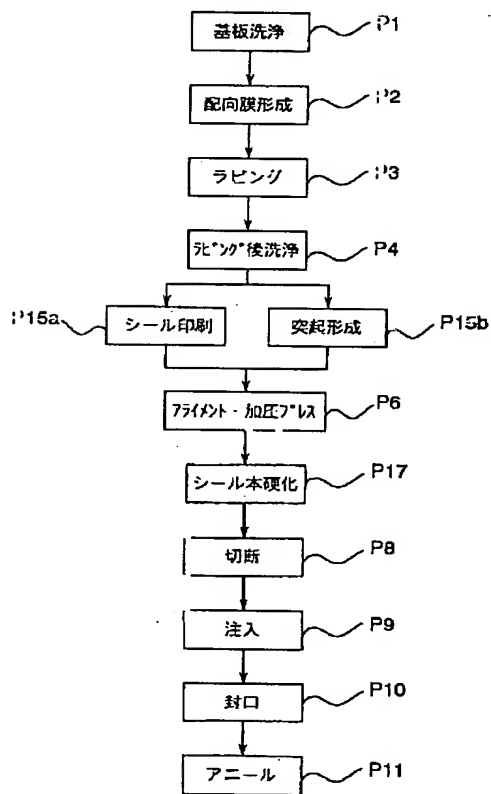 基板洗浄 P1
配向膜形成 P2
ラビング P3
ラビング後洗浄 P4
P15a シール印刷 突起形成 P15b
アライメント・加圧プレス P6
シール本硬化 P17
切断 P8
注入 P9
封口 P10
アニール P11